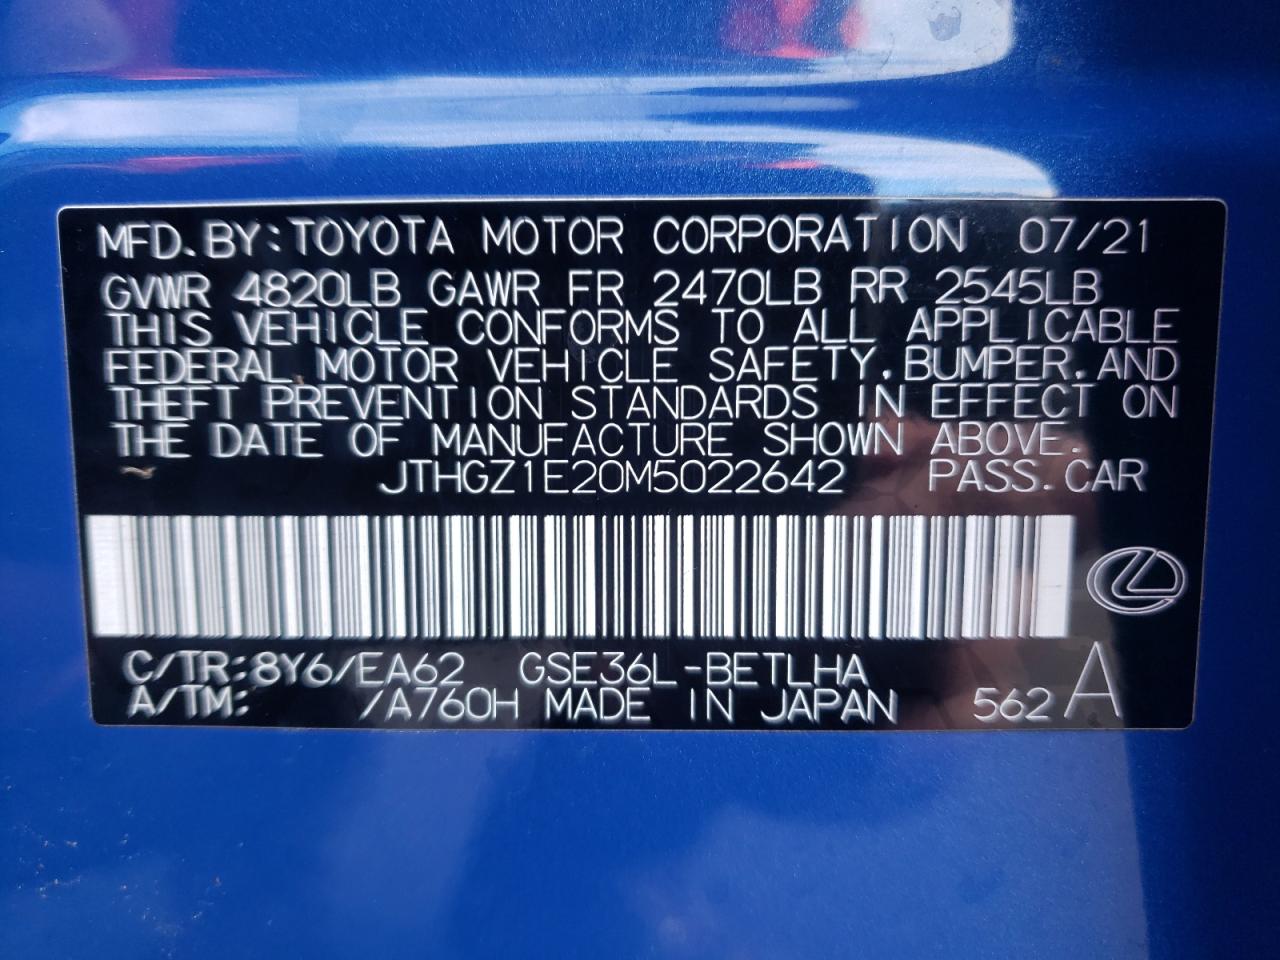 MFD.BY:TOYOTA MOTOR CORPORATION 07/21
GVWR 4820LB GAWR FR 2470LB RR 2545LB
THIS VEHICLE CONFORMS TO ALL APPLICABLE
FEDERAL MOTOR VEHICLE SAFETY,BUMPER,AND
THEFT PREVENTION STANDARDS IN EFFECT ON
THE DATE OF MANUFACTURE SHOWN ABOVE.
JTHGZ1E20M5022642 PASS.CAR
C/TR:8Y6/EA62 GSE36L-BETLHA
A/TM: /A760H MADE IN JAPAN 562 A